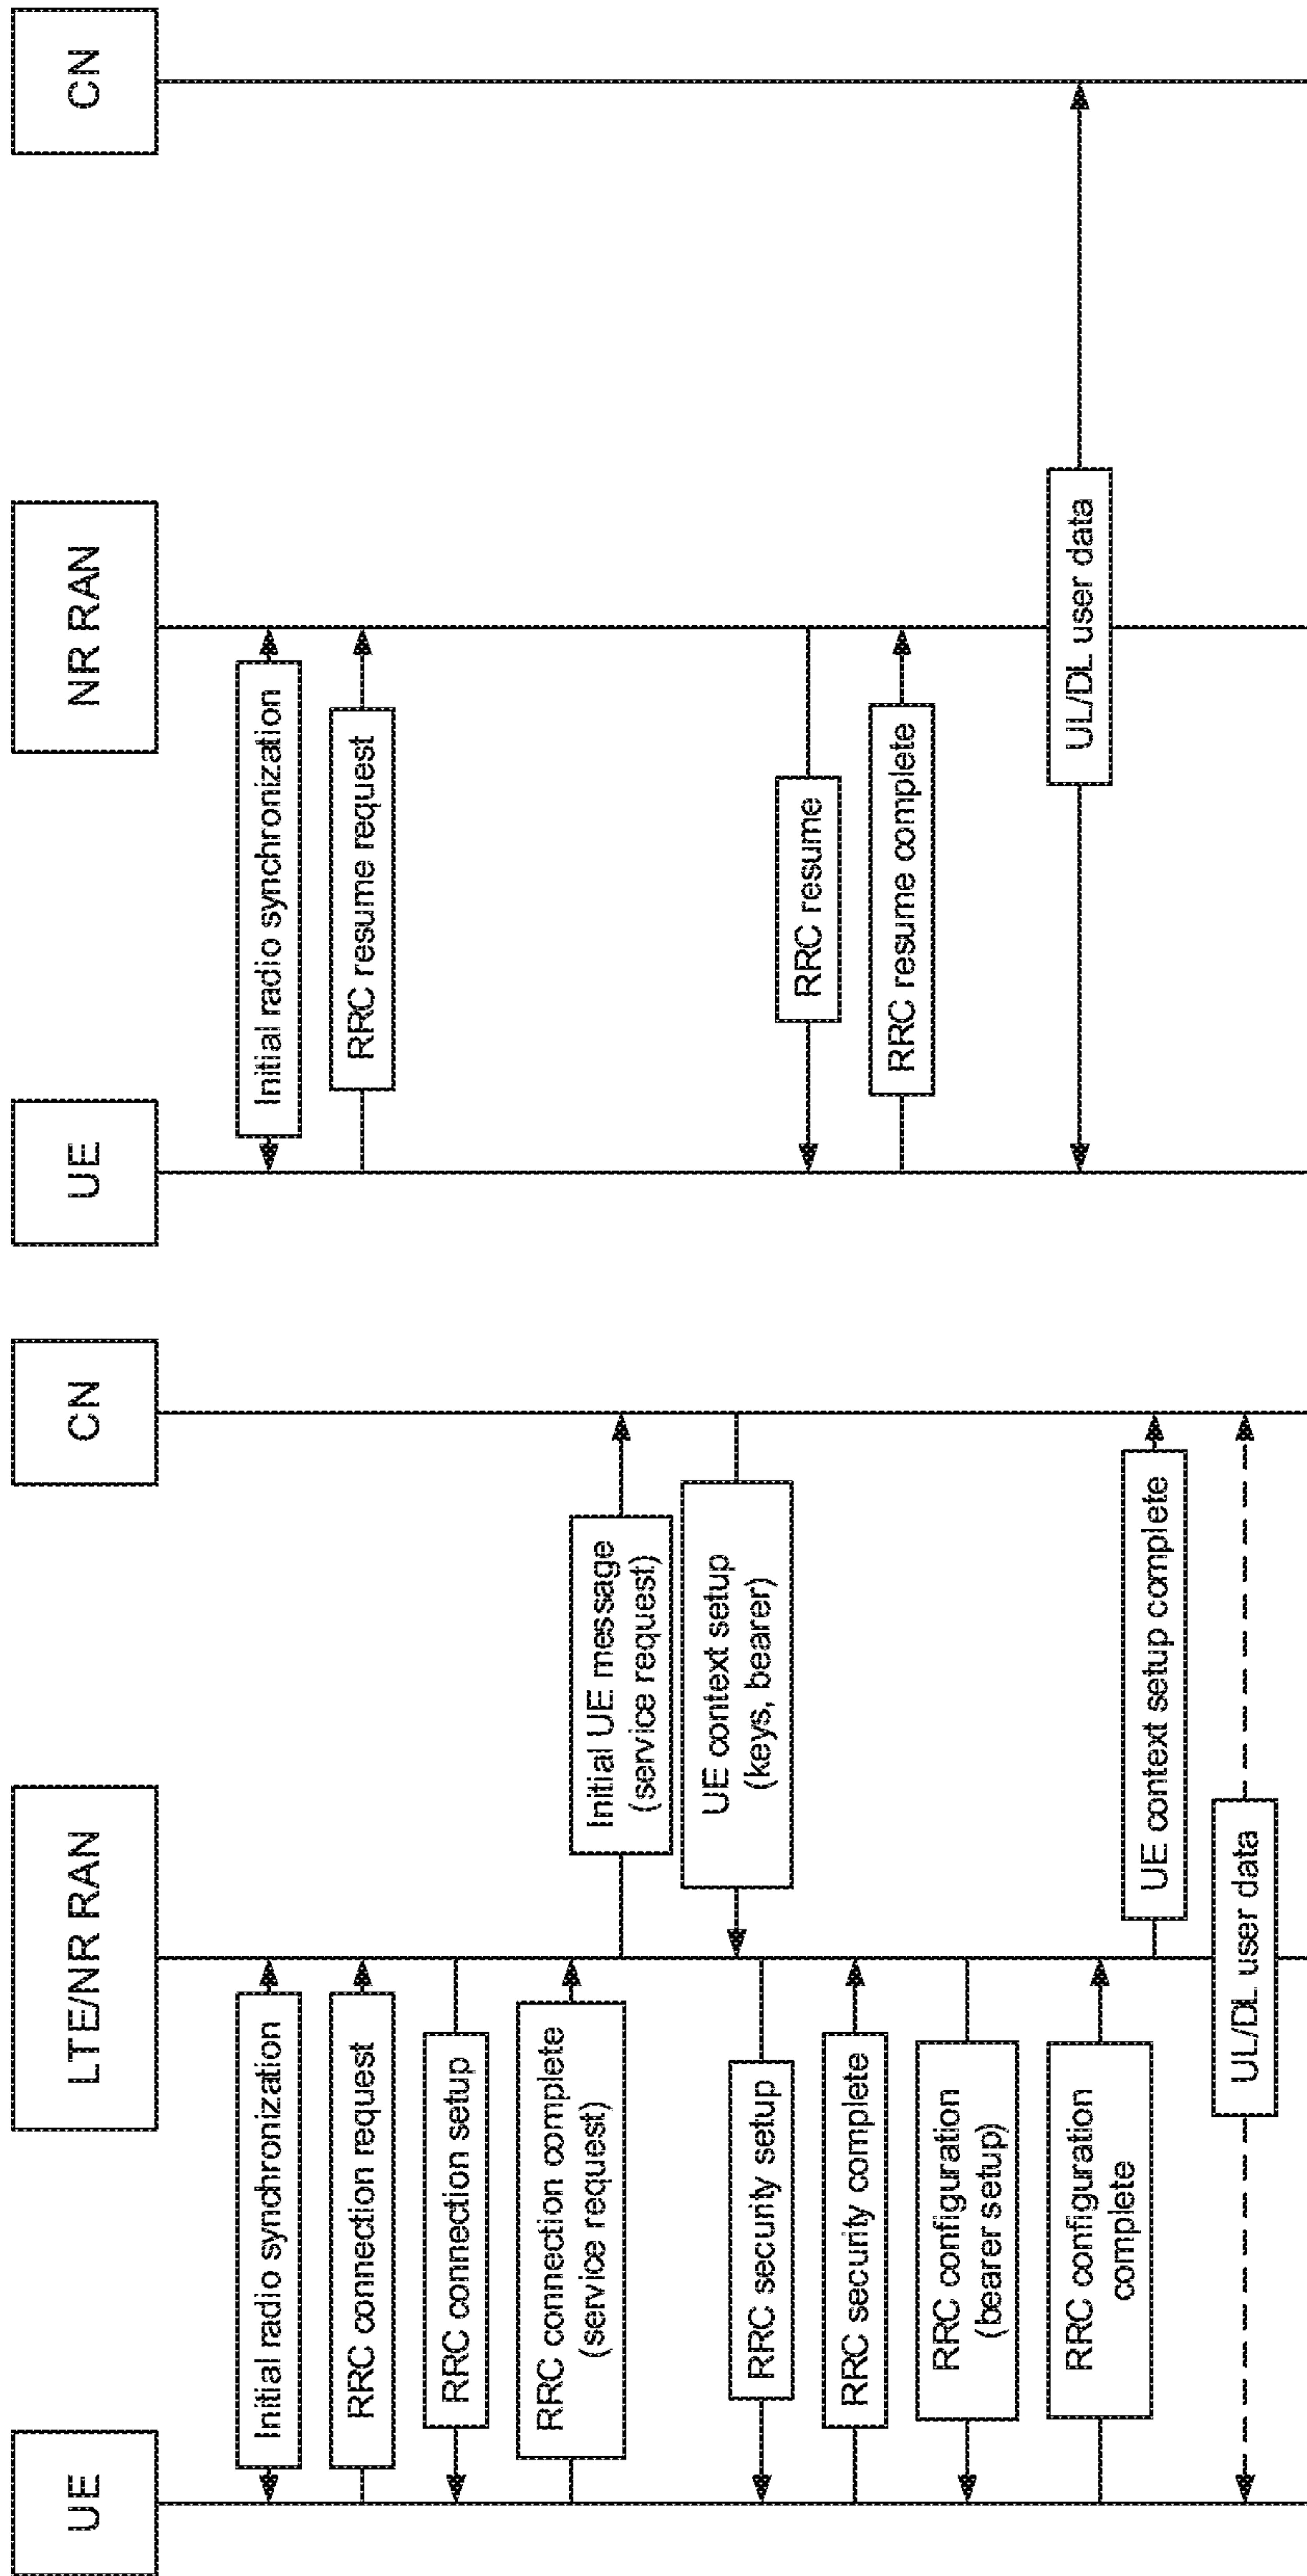 UE
LTE/NR RAN
CN
Initial radio synchronization
RRC connection request
RRC connection setup
RRC connection complete
(service request)
Initial UE message
(service request)
UE context setup
(keys, bearer)
RRC security setup
RRC security complete
RRC configuration
(bearer setup)
RRC configuration
complete
UE context setup complete
UL/DL user data
UE
NR RAN
CN
Initial radio synchronization
RRC resume request
RRC resume
RRC resume complete
UL/DL user data